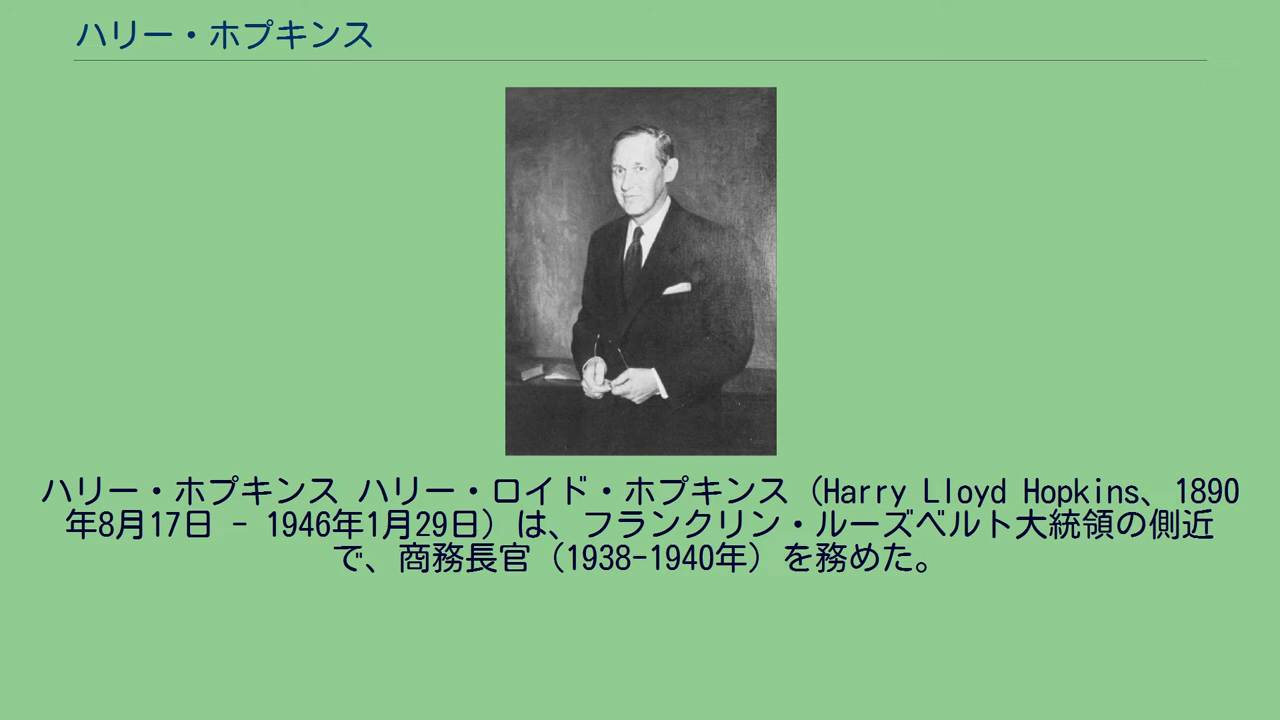 ハリー・ホプキンス
ハリー・ホプキンス ハリー・ロイド・ホプキンス (Harry Lloyd Hopkins、1890
年8月17日 - 1946年1月29日) は、フランクリン・ルーズベルト大統領の側近
で、商務長官 (1938-1940年) を務めた。